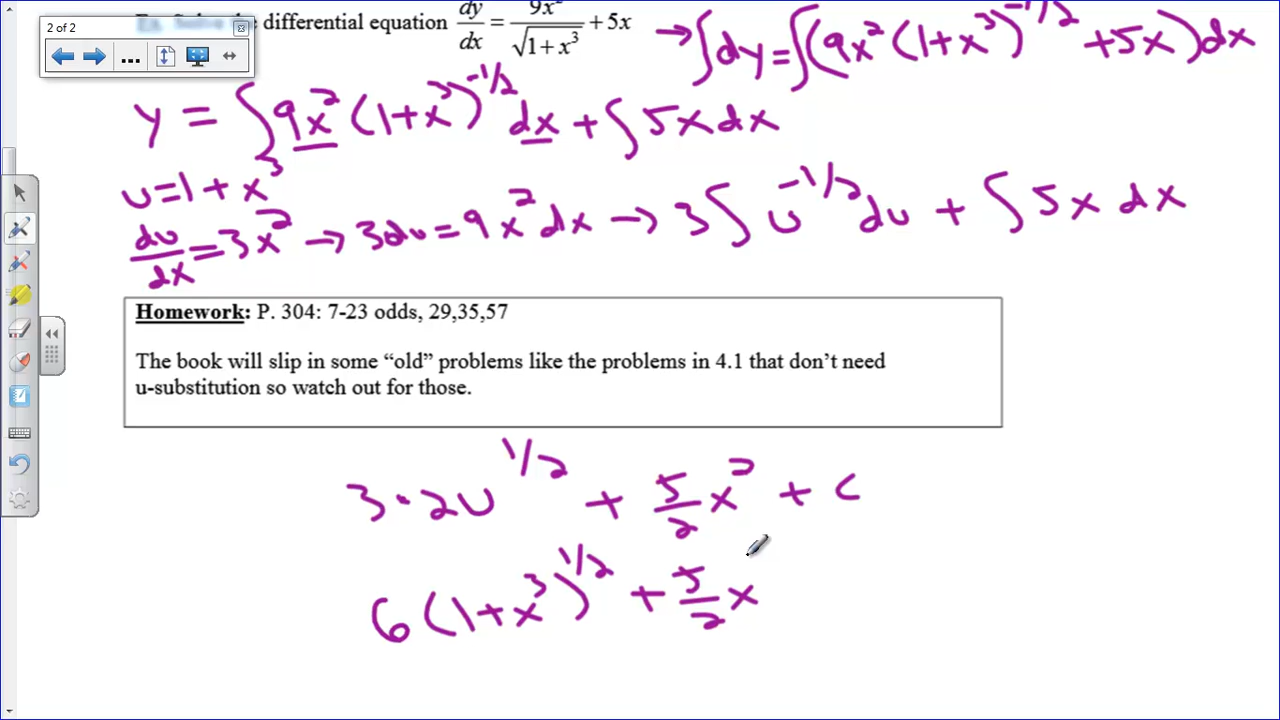 2 of 2
the differential equation dy/dx = 9x²/√(1+x³) + 5x
→ ∫dy = ∫(9x²(1+x³)^-1/2 + 5x)dx
y = ∫9x²(1+x³)^-1/2 dx + ∫5x dx
u = 1 + x³
du/dx = 3x² → 3du = 9x² dx → 3∫u^-1/2 du + ∫5x dx
Homework: P. 304: 7-23 odds, 29,35,57
The book will slip in some “old” problems like the problems in 4.1 that don’t need
u-substitution so watch out for those.
3·2u^1/2 + 5/2 x² + c
6(1+x³)^1/2 + 5/2 x